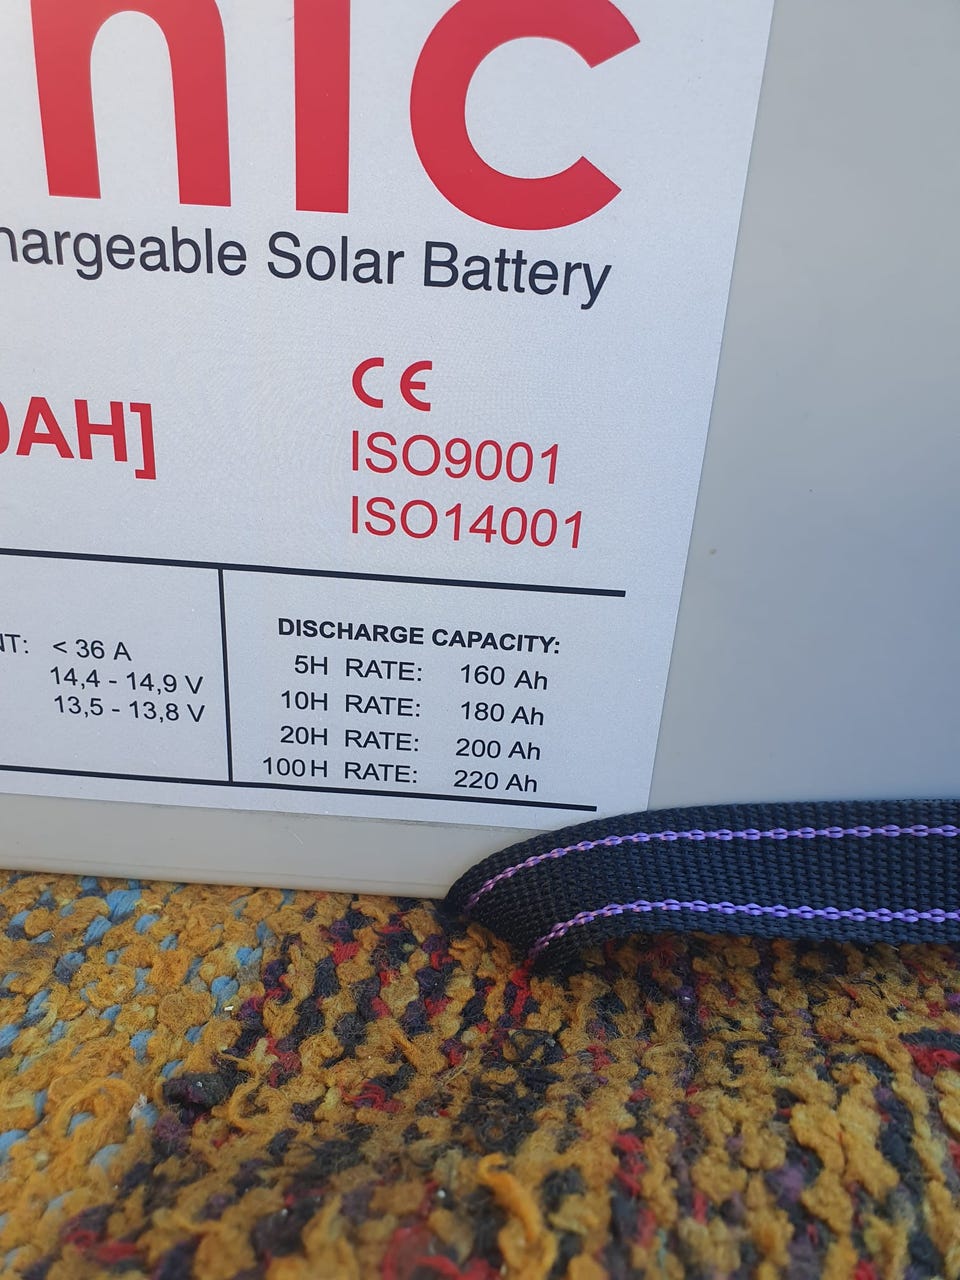 nic
hargeable Solar Battery
0AH]
CE
ISO9001
ISO14001
NT: < 36 A
14,4 - 14,9 V
13,5 - 13,8 V
DISCHARGE CAPACITY:
5H RATE: 160 Ah
10H RATE: 180 Ah
20H RATE: 200 Ah
100H RATE: 220 Ah